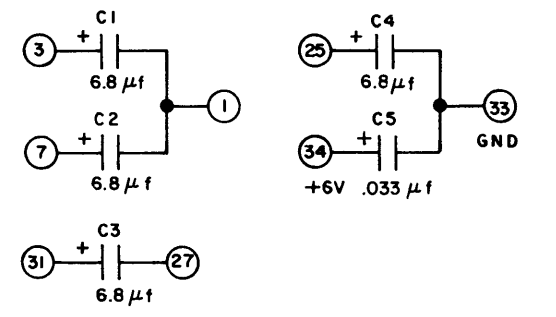 C1
3 +
6.8 μf
1
C2
7 +
6.8 μf
C3
31 + 27
6.8 μf
C4
25 +
6.8 μf
33
GND
C5
34 +
+6V .033 μf